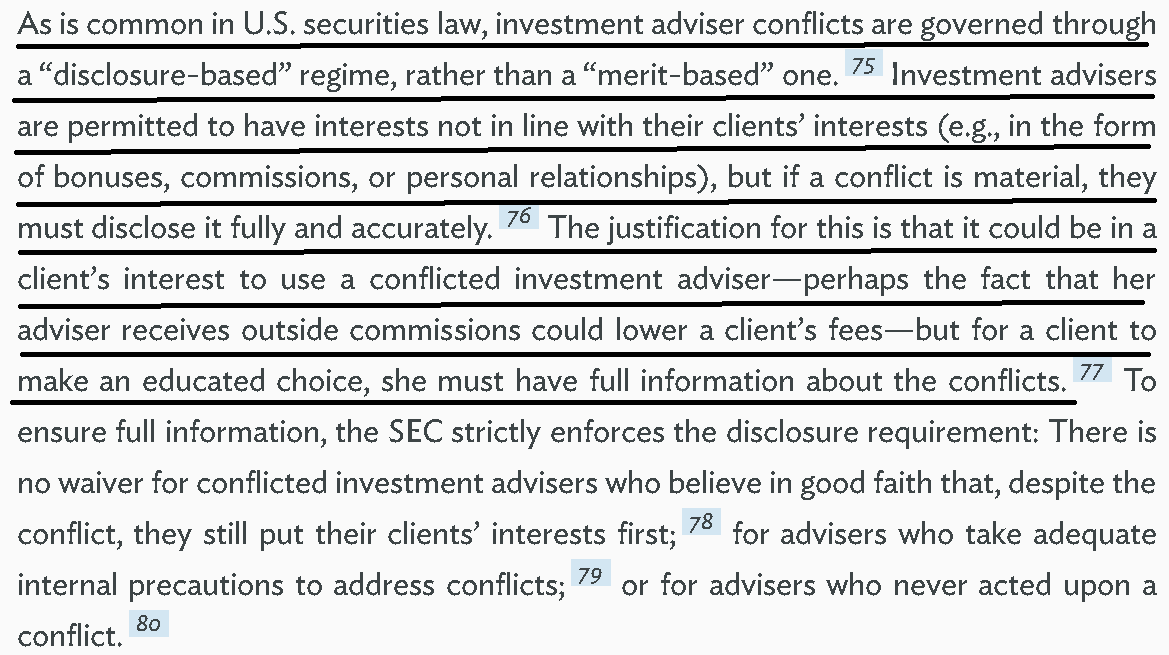 As is common in U.S. securities law, investment adviser conflicts are governed through
a “disclosure-based” regime, rather than a “merit-based” one. 75 Investment advisers
are permitted to have interests not in line with their clients’ interests (e.g., in the form
of bonuses, commissions, or personal relationships), but if a conflict is material, they
must disclose it fully and accurately. 76 The justification for this is that it could be in a
client’s interest to use a conflicted investment adviser—perhaps the fact that her
adviser receives outside commissions could lower a client’s fees—but for a client to
make an educated choice, she must have full information about the conflicts. 77 To
ensure full information, the SEC strictly enforces the disclosure requirement: There is
no waiver for conflicted investment advisers who believe in good faith that, despite the
conflict, they still put their clients’ interests first; 78 for advisers who take adequate
internal precautions to address conflicts; 79 or for advisers who never acted upon a
conflict. 80